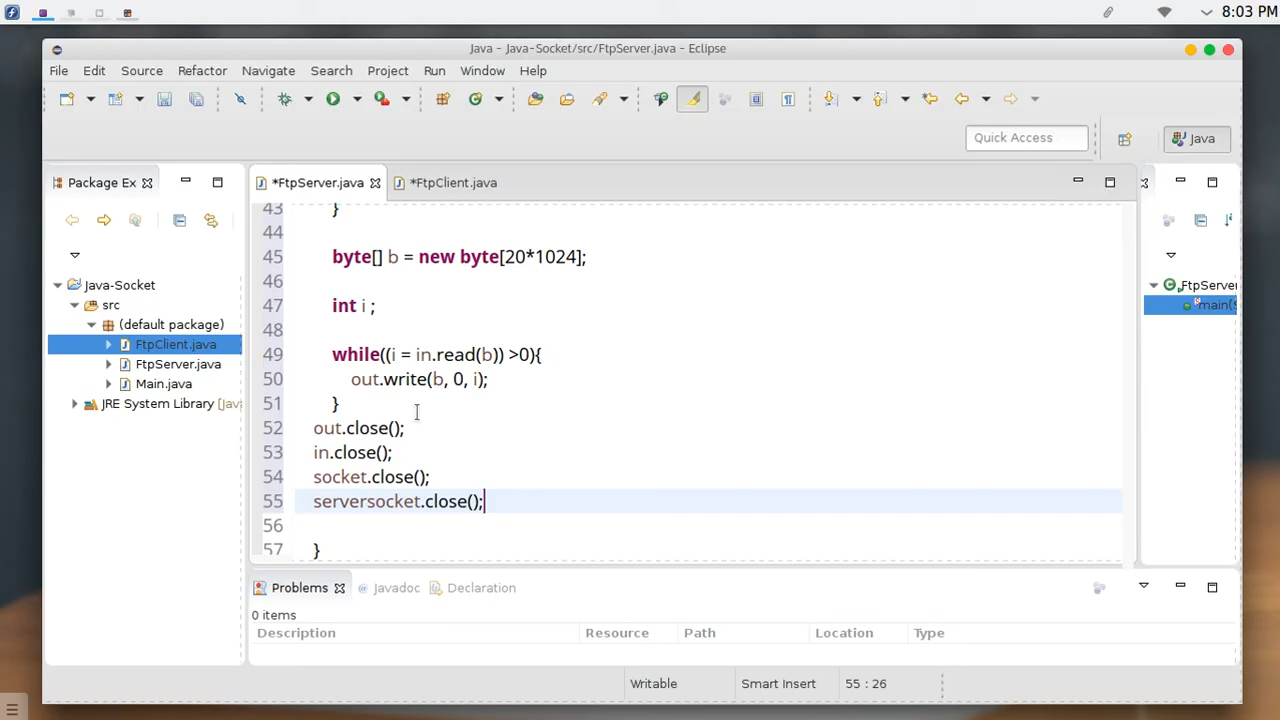 8:03 PM
Java - Java-Socket/src/FtpServer.java - Eclipse
File Edit Source Refactor Navigate Search Project Run Window Help
Quick Access
Java
Package Ex
*FtpServer.java
*FtpClient.java
Java-Socket
src
(default package)
FtpClient.java
FtpServer.java
Main.java
JRE System Library [Java
43 }
44
45 byte[] b = new byte[20*1024];
46
47 int i ;
48
49 while((i = in.read(b)) >0){
50 out.write(b, 0, i);
51 }
52 out.close();
53 in.close();
54 socket.close();
55 serversocket.close();
56
57 }
FtpServer
main(S
Problems
@ Javadoc
Declaration
0 items
Description Resource Path Location Type
Writable Smart Insert 55 : 26